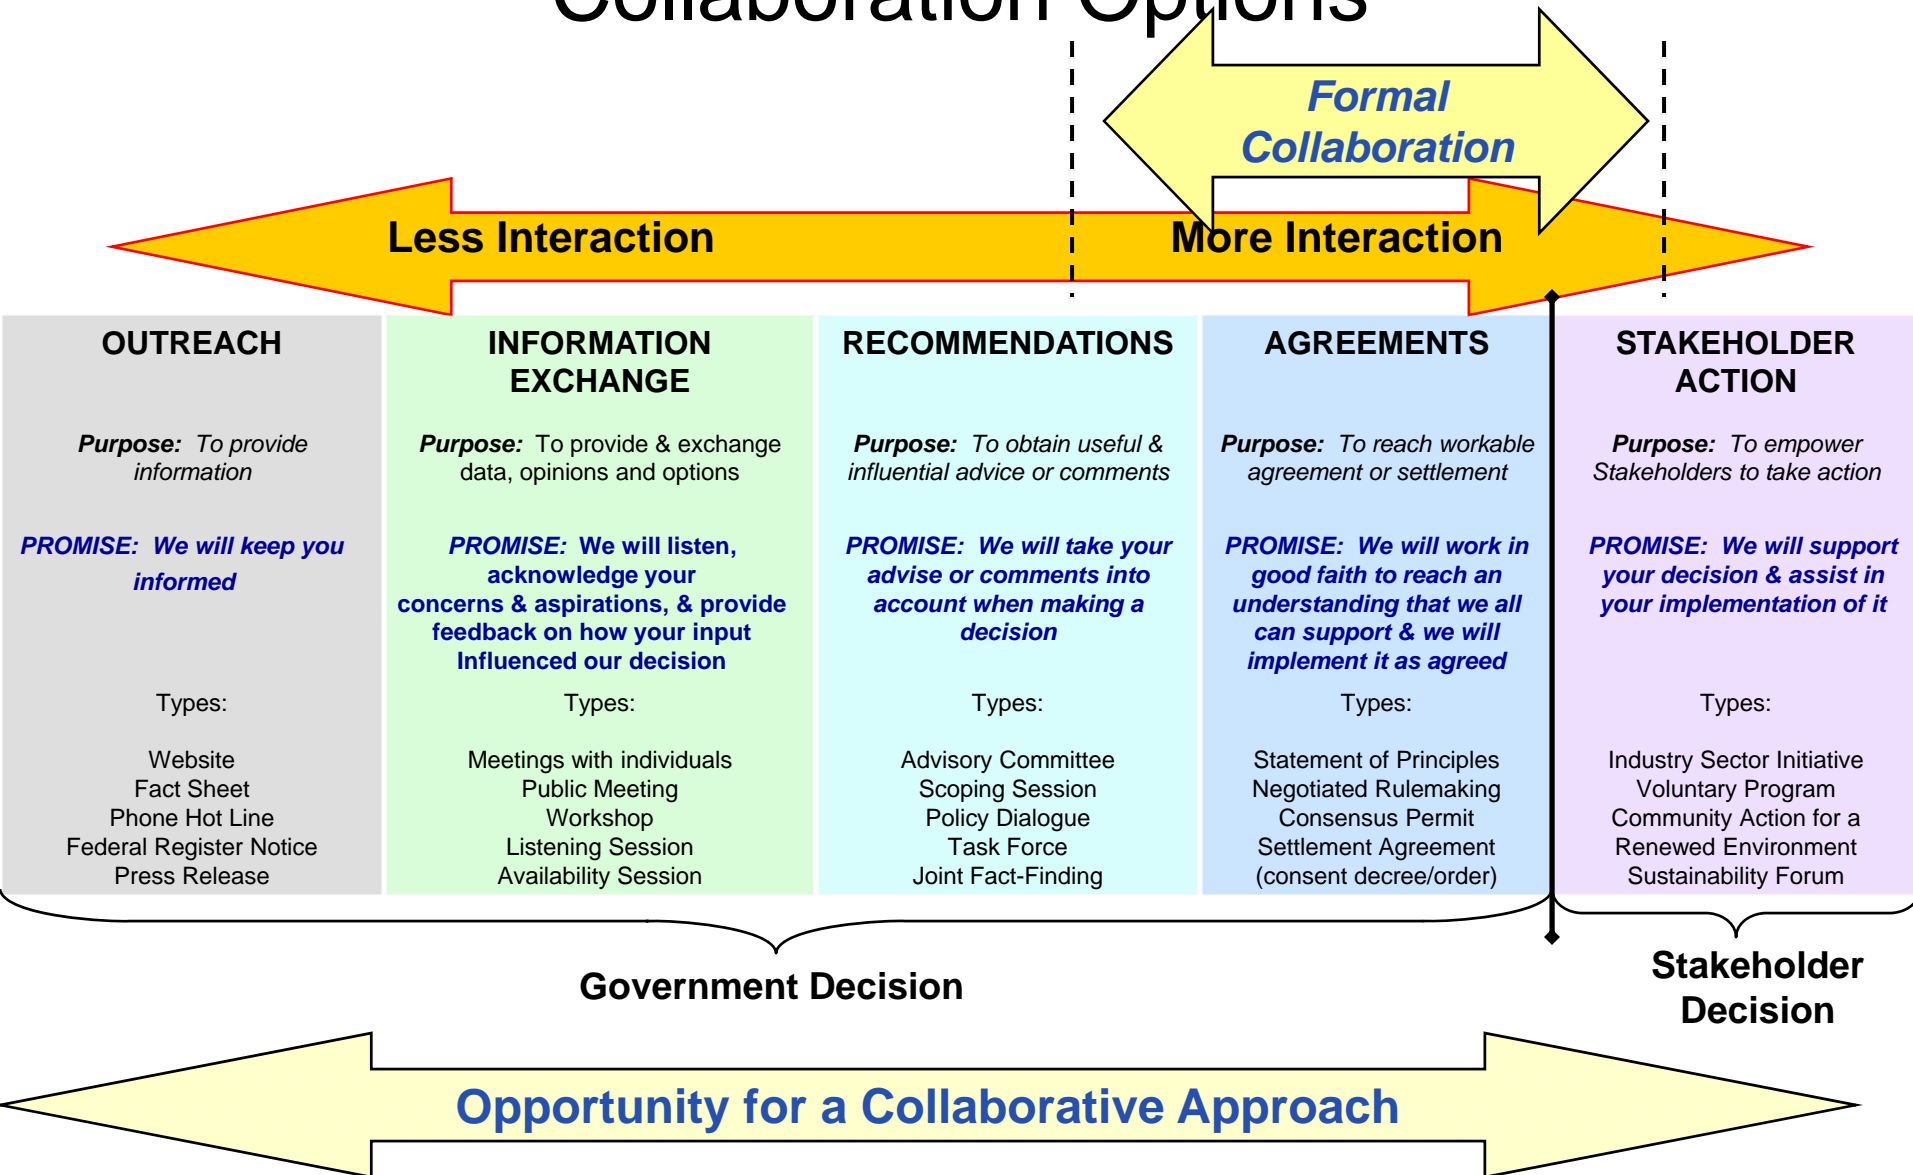 Collaboration Options
Formal
Collaboration
Less Interaction
More Interaction
OUTREACH
Purpose: To provide
information
PROMISE: We will keep you
informed
Types:
Website
Fact Sheet
Phone Hot Line
Federal Register Notice
Press Release
INFORMATION
EXCHANGE
Purpose: To provide & exchange
data, opinions and options
PROMISE: We will listen,
acknowledge your
concerns & aspirations, & provide
feedback on how your input
Influenced our decision
Types:
Meetings with individuals
Public Meeting
Workshop
Listening Session
Availability Session
RECOMMENDATIONS
Purpose: To obtain useful &
influential advice or comments
PROMISE: We will take your
advise or comments into
account when making a
decision
Types:
Advisory Committee
Scoping Session
Policy Dialogue
Task Force
Joint Fact-Finding
AGREEMENTS
Purpose: To reach workable
agreement or settlement
PROMISE: We will work in
good faith to reach an
understanding that we all
can support & we will
implement it as agreed
Types:
Statement of Principles
Negotiated Rulemaking
Consensus Permit
Settlement Agreement
(consent decree/order)
STAKEHOLDER
ACTION
Purpose: To empower
Stakeholders to take action
PROMISE: We will support
your decision & assist in
your implementation of it
Types:
Industry Sector Initiative
Voluntary Program
Community Action for a
Renewed Environment
Sustainability Forum
Government Decision
Stakeholder
Decision
Opportunity for a Collaborative Approach